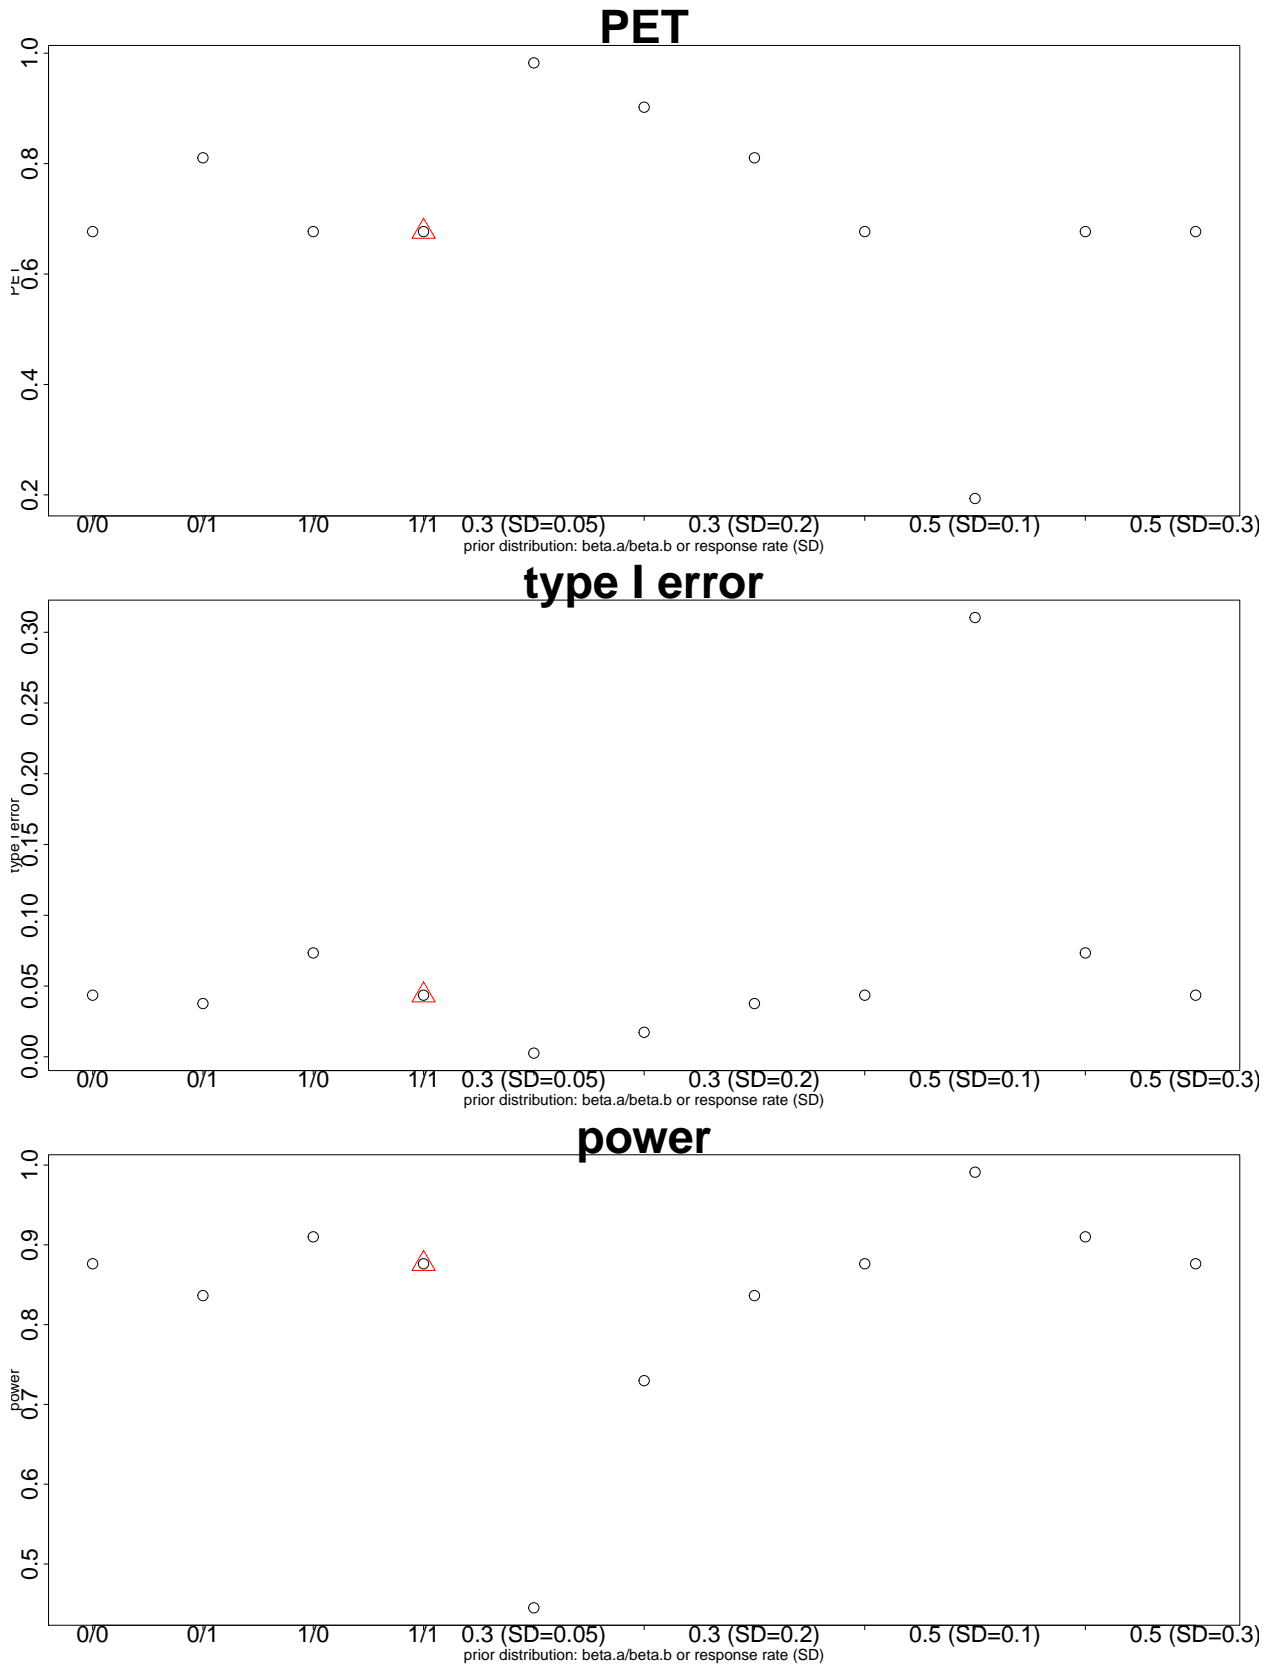 PET
1.0
0.8
0.6
0.4
0.2
PET
0/0 0/1 1/0 1/1 0.3 (SD=0.05) 0.3 (SD=0.2) 0.5 (SD=0.1) 0.5 (SD=0.3)
prior distribution: beta.a/beta.b or response rate (SD)
type I error
0.30
0.25
0.20
0.15
0.10
0.05
0.00
type I error
0/0 0/1 1/0 1/1 0.3 (SD=0.05) 0.3 (SD=0.2) 0.5 (SD=0.1) 0.5 (SD=0.3)
prior distribution: beta.a/beta.b or response rate (SD)
power
1.0
0.9
0.8
0.7
0.6
0.5
power
0/0 0/1 1/0 1/1 0.3 (SD=0.05) 0.3 (SD=0.2) 0.5 (SD=0.1) 0.5 (SD=0.3)
prior distribution: beta.a/beta.b or response rate (SD)